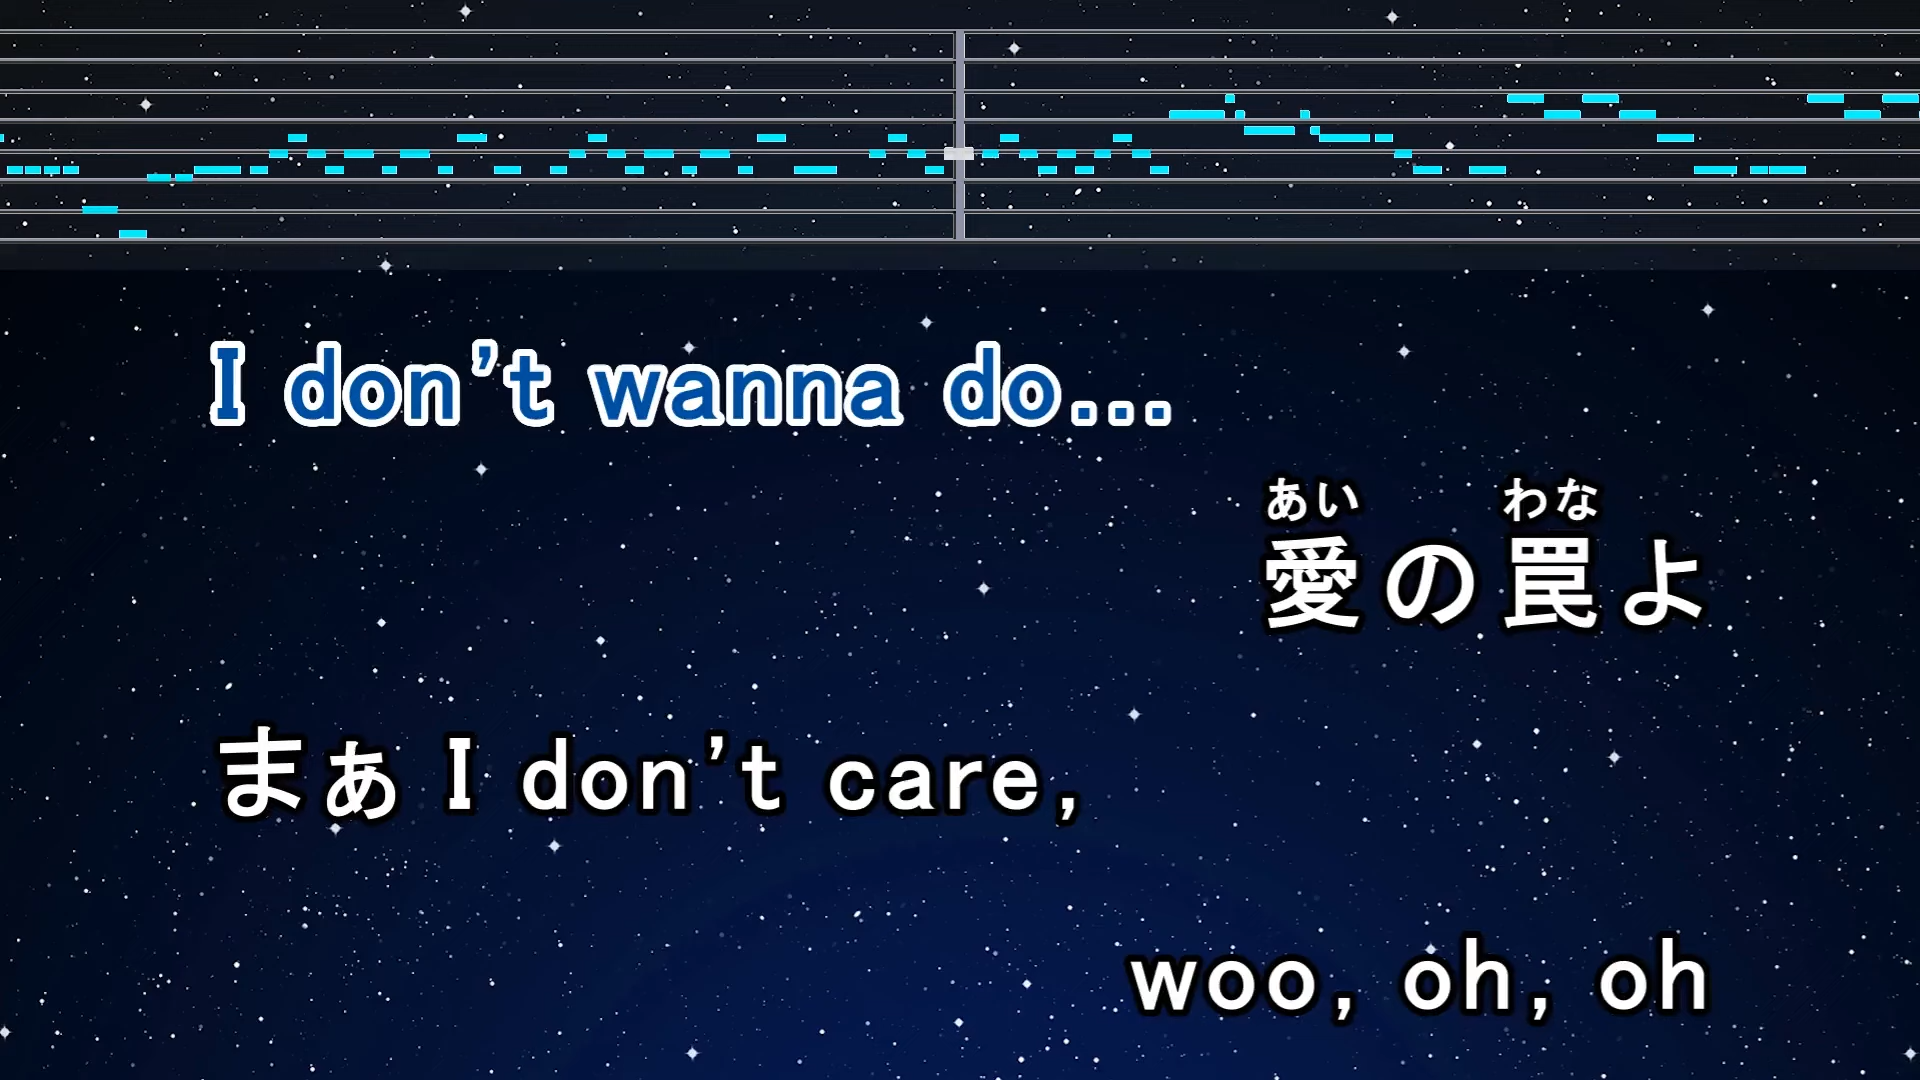 I don’t wanna do...
あい わな
愛の罠よ
まぁ I don’t care,
woo, oh, oh